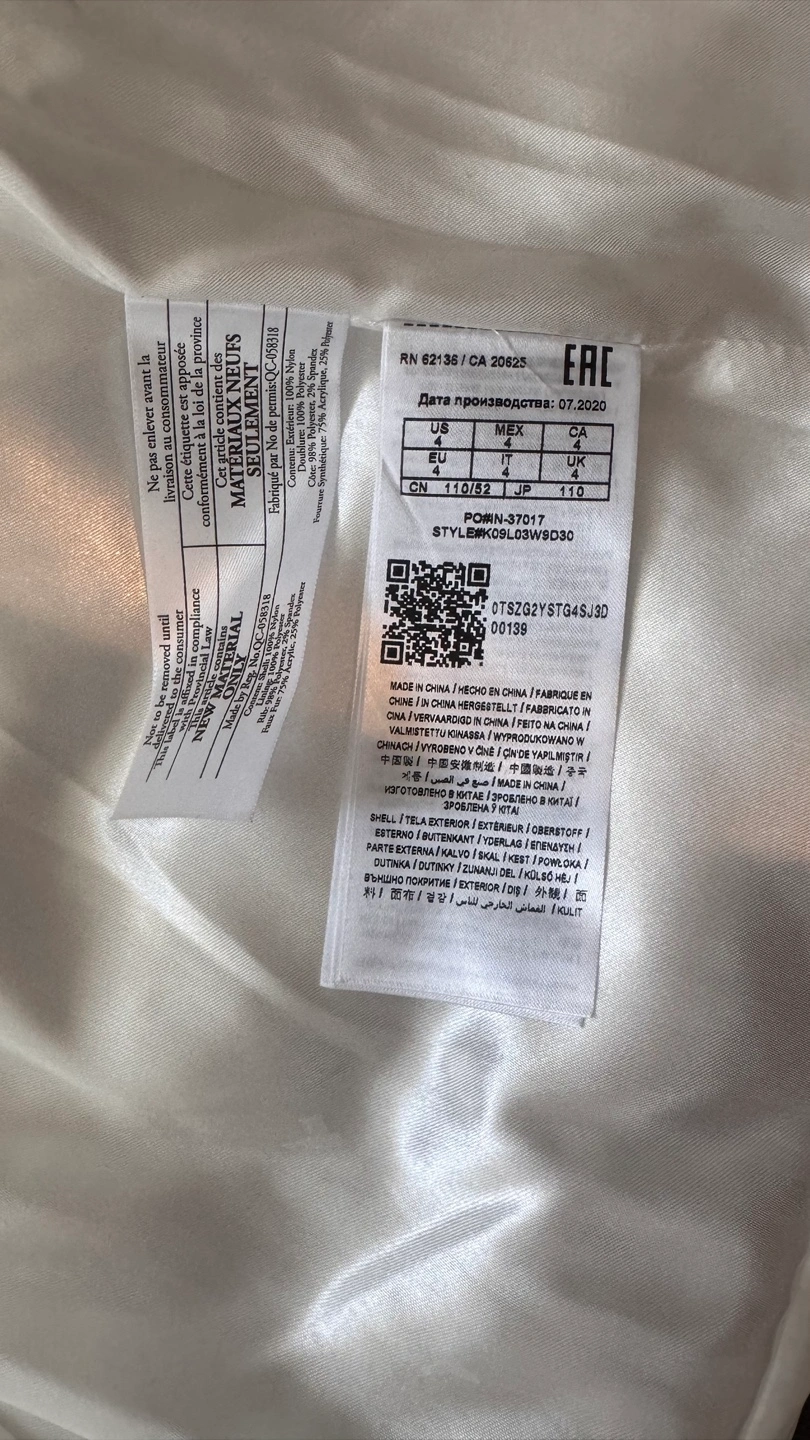 Ne pas enlever avant la
livraison au consommateur
Cette étiquette est apposée
conformément à la loi de la province
Cet article contient des
MATÉRIAUX NEUFS
SEULEMENT
Fabriqué par No de permis:QC-058318
Contenu: Extérieur: 100% Nylon
Doublure: 100% Polyester
Côte: 98% Polyester, 2% Spandex
Fourrure Synthétique: 75% Acrylique, 25% Polyester
Not to be removed until
delivered to the consumer
This label is affixed in compliance
with Provincial Law
This article contains
NEW MATERIAL
ONLY
Made by Reg. No.QC-058318
Content: Shell: 100% Nylon
Lining: 100% Polyester
Rib: 98% Polyester, 2% Spandex
Faux Fur: 75% Acrylic, 25% Polyester
RN 62136 / CA 20625 EAC
Дата производства: 07.2020
US MEX CA
4 4 4
EU IT UK
4 4 4
CN 110/52 JP 110
PO#IN-37017
STYLE#K09L03W9D30
0TSZG2YSTG4SJ3D
00139
MADE IN CHINA / HECHO EN CHINA / FABRIQUÉ EN
CHINE / IN CHINA HERGESTELLT / FABBRICATO IN
CINA / VERVAARDIGD IN CHINA / FEITO NA CHINA /
VALMISTETTU KIINASSA / WYPRODUKOWANO W
CHINACH / VYROBENO V ČÍNĚ / ÇİN'DE YAPILMIŞTIR /
中国製 / 中国安徽制造 / 中國製造 / 중국
제품 / صنع في الصين / MADE IN CHINA /
ИЗГОТОВЛЕНО В КИТАЕ / ЗРОБЛЕНО В КИТАЇ /
ЗРОБЛЕНА Ў КІТАІ
SHELL / TELA EXTERIOR / EXTÉRIEUR / OBERSTOFF /
ESTERNO / BUITENKANT / YDERLAG / ΕΠΕΝΔΥΣΗ /
PARTE EXTERNA / KALVO / SKAL / KEST / POWŁOKA /
DUTINKA / DUTINKY / ZUNANJI DEL / KÜLSŐ HÉJ /
ВЪНШНО ПОКРИТИЕ / EXTERIOR / DIŞ / 外観 / 面
料 / 面布 / 겉감 / القماش الخارجي للناس / KULIT